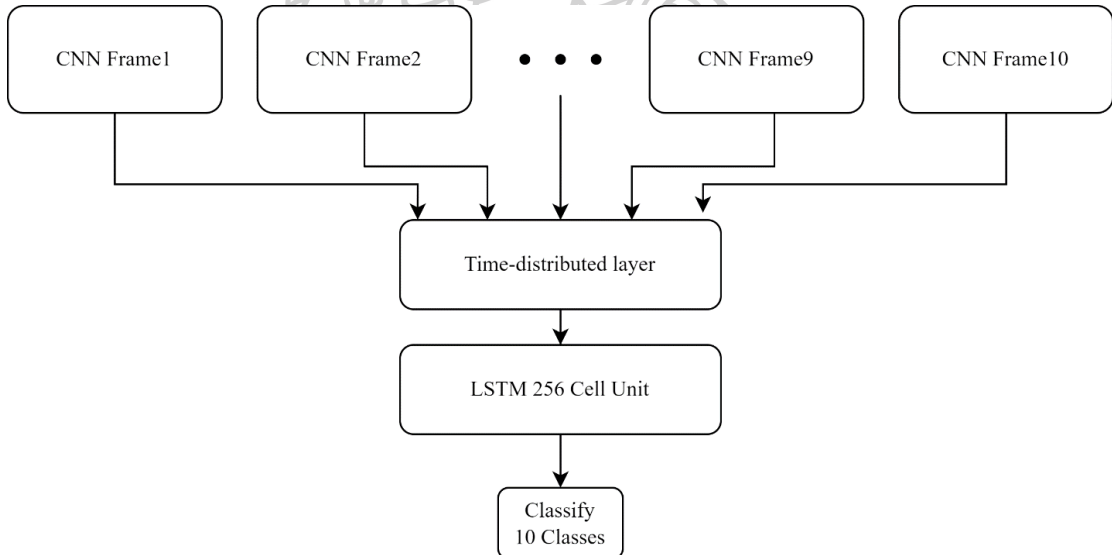 CNN Frame1
CNN Frame2
• • •
CNN Frame9
CNN Frame10
Time-distributed layer
LSTM 256 Cell Unit
Classify
10 Classes